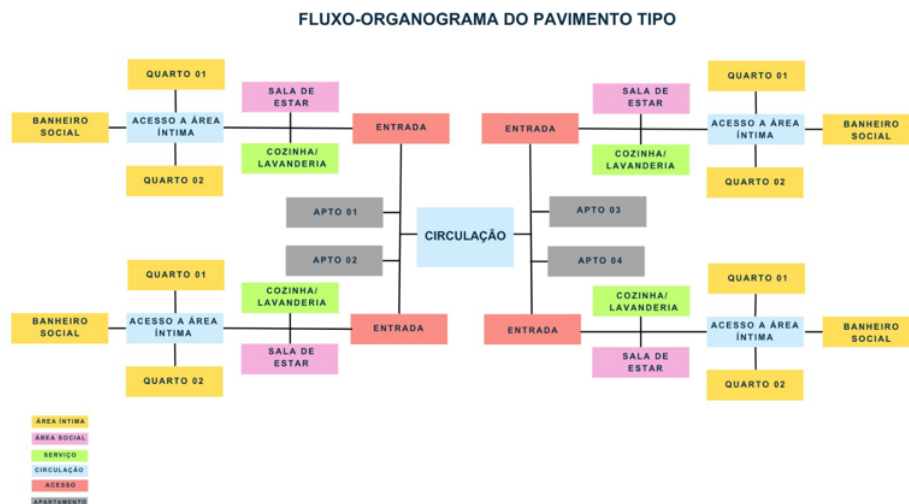 FLUXO-ORGANOGRAMA DO PAVIMENTO TIPO
QUARTO 01
SALA DE
ESTAR
BANHEIRO
SOCIAL
ACESSO A ÁREA
ÍNTIMA
ENTRADA
COZINHA/
LAVANDERIA
QUARTO 02
QUARTO 01
SALA DE
ESTAR
ENTRADA
ACESSO A ÁREA
ÍNTIMA
BANHEIRO
SOCIAL
COZINHA/
LAVANDERIA
QUARTO 02
APTO 01
APTO 02
CIRCULAÇÃO
APTO 03
APTO 04
QUARTO 01
COZINHA/
LAVANDERIA
BANHEIRO
SOCIAL
ACESSO A ÁREA
ÍNTIMA
ENTRADA
SALA DE
ESTAR
QUARTO 02
QUARTO 01
COZINHA/
LAVANDERIA
ENTRADA
ACESSO A ÁREA
ÍNTIMA
BANHEIRO
SOCIAL
SALA DE
ESTAR
QUARTO 02
ÁREA ÍNTIMA
ÁREA SOCIAL
SERVIÇO
CIRCULAÇÃO
ACESSO
APARTAMENTO